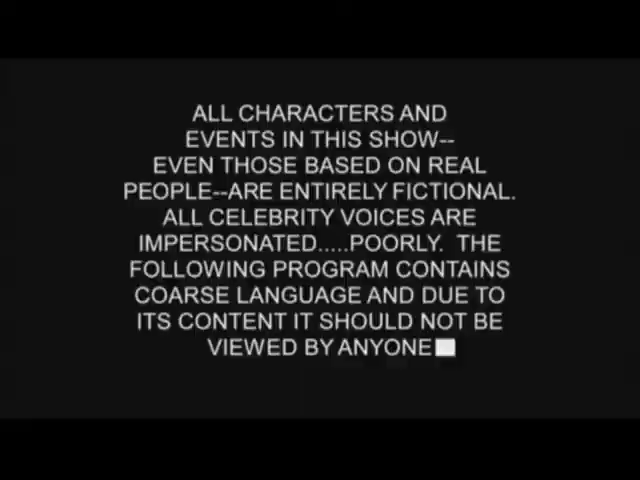 ALL CHARACTERS AND
EVENTS IN THIS SHOW--
EVEN THOSE BASED ON REAL
PEOPLE--ARE ENTIRELY FICTIONAL.
ALL CELEBRITY VOICES ARE
IMPERSONATED.....POORLY. THE
FOLLOWING PROGRAM CONTAINS
COARSE LANGUAGE AND DUE TO
ITS CONTENT IT SHOULD NOT BE
VIEWED BY ANYONE■